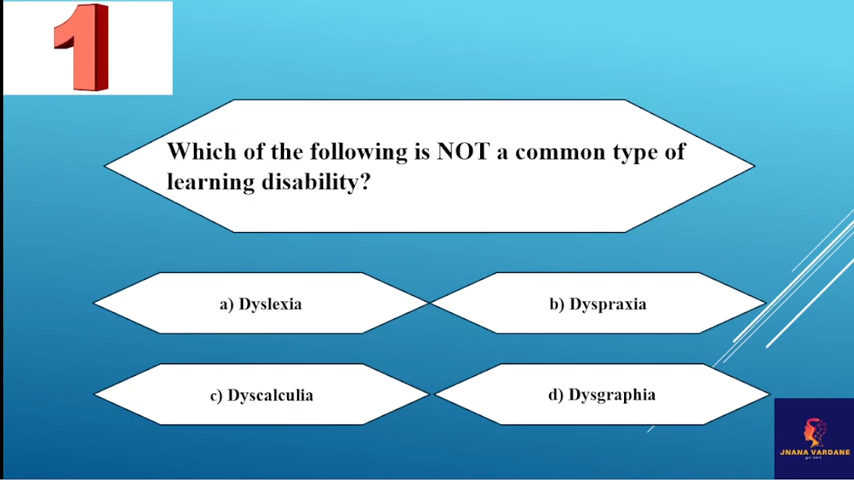 1
Which of the following is NOT a common type of
learning disability?
a) Dyslexia
b) Dyspraxia
c) Dyscalculia
d) Dysgraphia
JNANA VARDANE